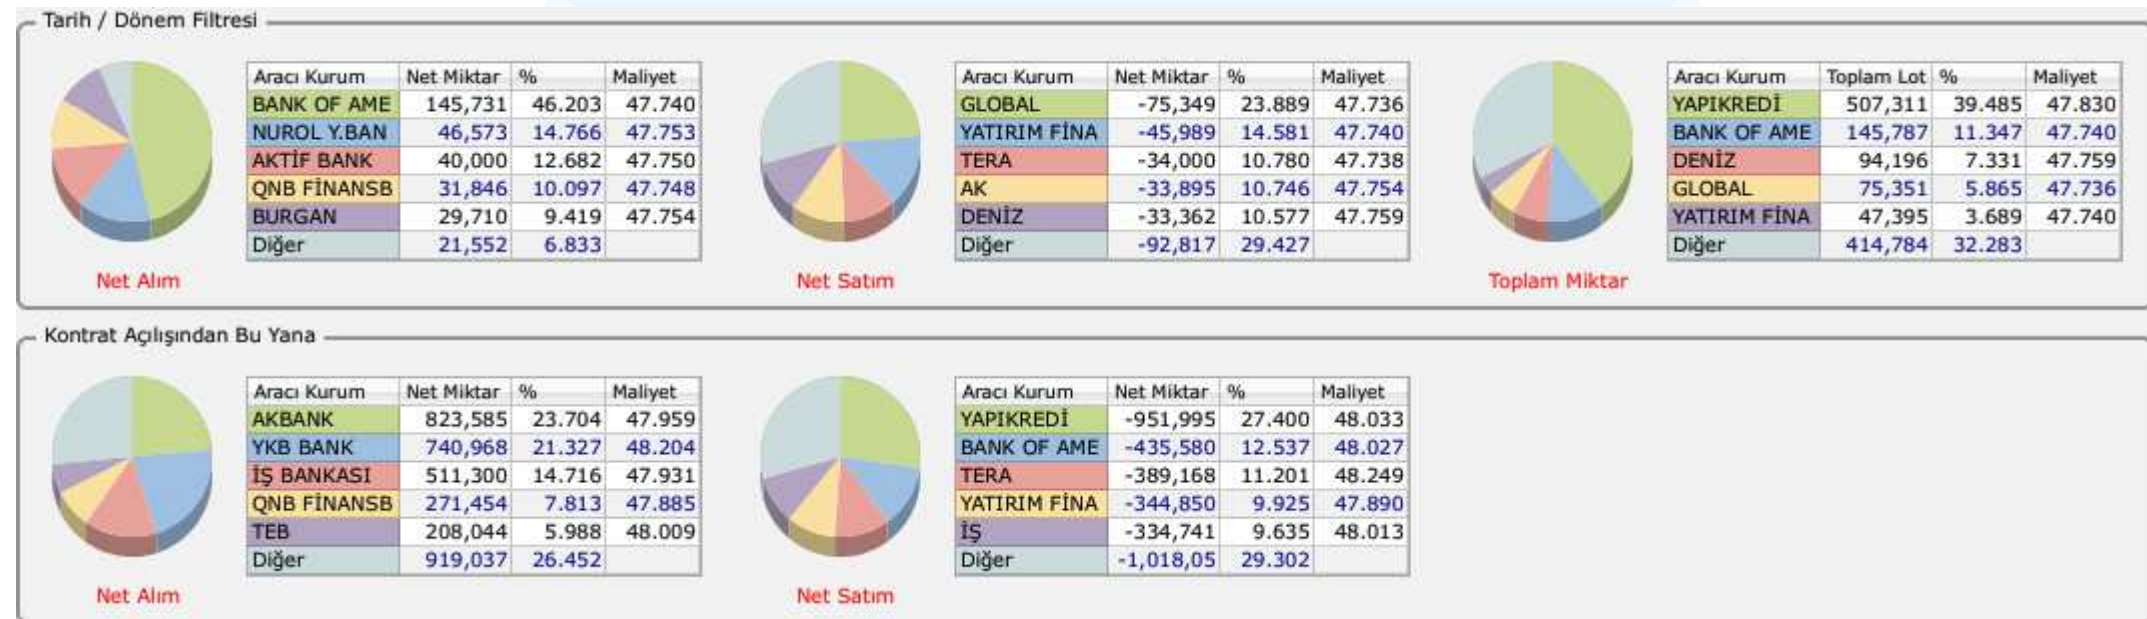 Tarih / Dönem Filtresi
Aracı Kurum Net Miktar % Maliyet
BANK OF AME 145,731 46.203 47.740
NUROL Y.BAN 46,573 14.766 47.753
AKTİF BANK 40,000 12.682 47.750
QNB FİNANSB 31,846 10.097 47.748
BURGAN 29,710 9.419 47.754
Diğer 21,552 6.833
Net Alım
Aracı Kurum Net Miktar % Maliyet
GLOBAL -75,349 23.889 47.736
YATIRIM FİNA -45,989 14.581 47.740
TERA -34,000 10.780 47.738
AK -33,895 10.746 47.754
DENİZ -33,362 10.577 47.759
Diğer -92,817 29.427
Net Satım
Aracı Kurum Toplam Lot % Maliyet
YAPIKREDİ 507,311 39.485 47.830
BANK OF AME 145,787 11.347 47.740
DENİZ 94,196 7.331 47.759
GLOBAL 75,351 5.865 47.736
YATIRIM FİNA 47,395 3.689 47.740
Diğer 414,784 32.283
Toplam Miktar
Kontrat Açılışından Bu Yana
Aracı Kurum Net Miktar % Maliyet
AKBANK 823,585 23.704 47.959
YKB BANK 740,968 21.327 48.204
İŞ BANKASI 511,300 14.716 47.931
QNB FİNANSB 271,454 7.813 47.885
TEB 208,044 5.988 48.009
Diğer 919,037 26.452
Net Alım
Aracı Kurum Net Miktar % Maliyet
YAPIKREDİ -951,995 27.400 48.033
BANK OF AME -435,580 12.537 48.027
TERA -389,168 11.201 48.249
YATIRIM FİNA -344,850 9.925 47.890
İŞ -334,741 9.635 48.013
Diğer -1,018,05 29.302
Net Satım